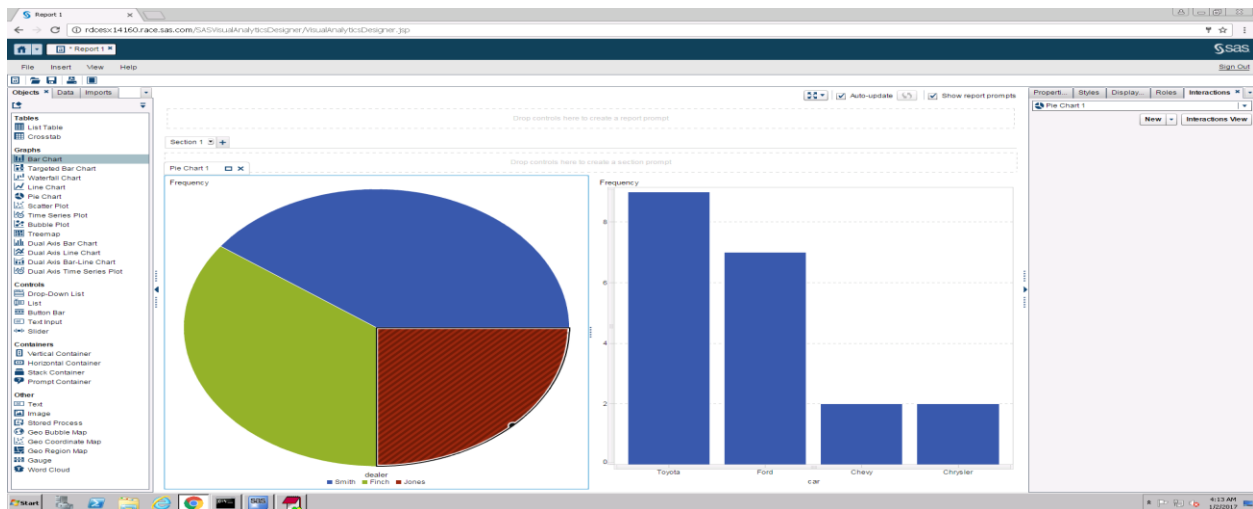 Report 1
rdcesx14160.race.sas.com/SASVisualAnalyticsDesigner/VisualAnalyticsDesigner.jsp
* Report 1
sas
File Insert View Help
Sign Out
Objects Data Imports
Auto-update
Show report prompts
Properti... Styles Display... Roles Interactions
Pie Chart 1
New
Interactions View
Drop controls here to create a report prompt
Section 1
Drop controls here to create a section prompt
Pie Chart 1
Tables
List Table
Crosstab
Graphs
Bar Chart
Targeted Bar Chart
Waterfall Chart
Line Chart
Pie Chart
Scatter Plot
Time Series Plot
Bubble Plot
Treemap
Dual Axis Bar Chart
Dual Axis Line Chart
Dual Axis Bar-Line Chart
Dual Axis Time Series Plot
Controls
Drop-Down List
List
Button Bar
Text Input
Slider
Containers
Vertical Container
Horizontal Container
Stack Container
Prompt Container
Other
Text
Image
Stored Process
Geo Bubble Map
Geo Coordinate Map
Geo Region Map
Gauge
Word Cloud
Frequency
dealer
Smith Finch Jones
Frequency
8
6
4
2
0
Toyota Ford Chevy Chrysler
car
Start
4:13 AM
1/2/2017